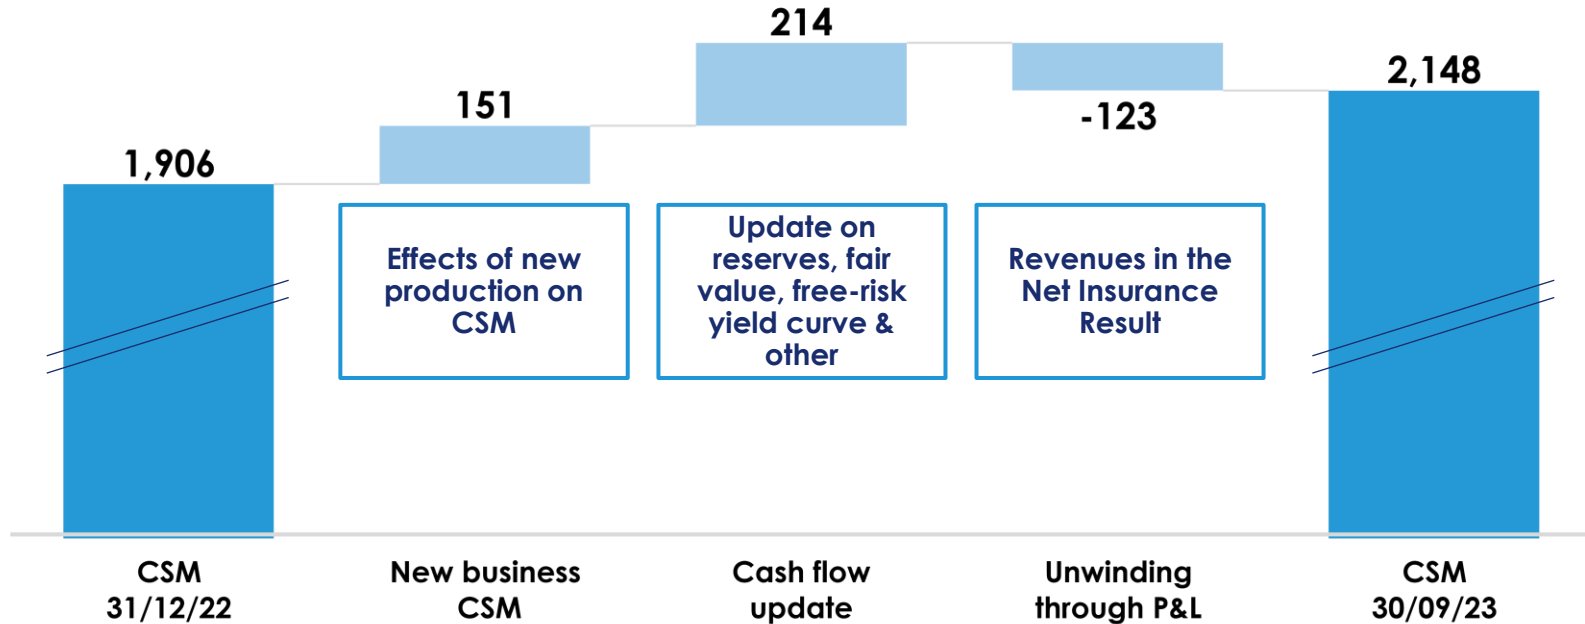 214
2,148
151
-123
1,906
Effects of new
production on
CSM
Update on
reserves, fair
value, free-risk
yield curve &
other
Revenues in the
Net Insurance
Result
CSM
31/12/22
New business
CSM
Cash flow
update
Unwinding
through P&L
CSM
30/09/23